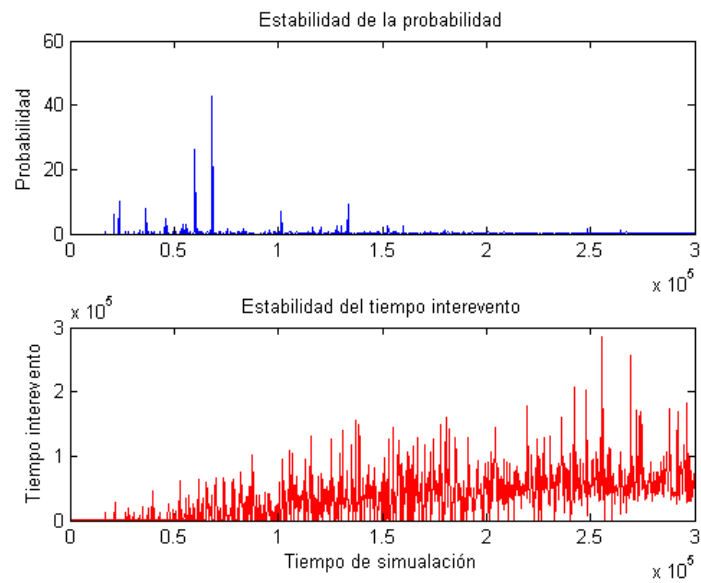 Estabilidad de la probabilidad
60
40
20
0
Probabilidad
0 0.5 1 1.5 2 2.5 3
x 10^5
x 10^5
Estabilidad del tiempo interevento
3
2
1
0
Tiempo interevento
0 0.5 1 1.5 2 2.5 3
Tiempo de simualación
x 10^5